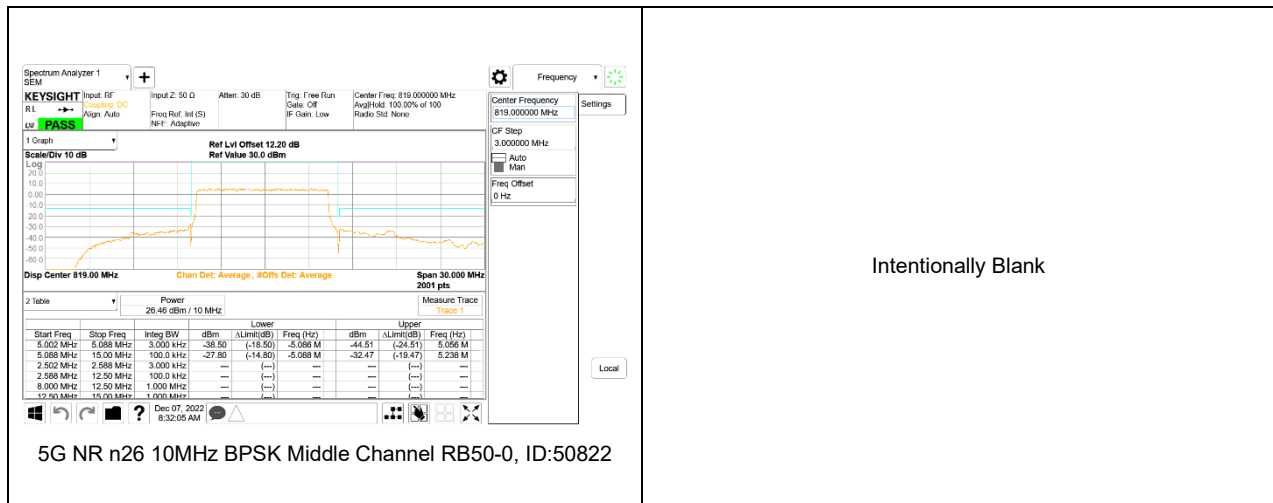 Spectrum Analyzer 1
SEM
Frequency
KEYSIGHT
Input: RF
Coupling: DC
Align: Auto
Input Z: 50 Ω
Freq Ref: Int (S)
NFE: Adaptive
Atten: 30 dB
Trig: Free Run
Gate: Off
IF Gain: Low
Center Freq: 819.000000 MHz
Avg|Hold: 100.00% of 100
Radio Std: None
RL
PASS
Center Frequency
819.000000 MHz
Settings
CF Step
3.000000 MHz
Auto
Man
Freq Offset
0 Hz
1 Graph
Scale/Div 10 dB
Ref Lvl Offset 12.20 dB
Ref Value 30.0 dBm
Log
20.0
10.0
0.00
-10.0
-20.0
-30.0
-40.0
-50.0
-60.0
Disp Center 819.00 MHz
Chan Det: Average, #Offs Det: Average
Span 30.000 MHz
2001 pts
2 Table
Power
26.46 dBm / 10 MHz
Measure Trace
Trace 1
Lower Upper
Start Freq Stop Freq Integ BW dBm ΔLimit(dB) Freq (Hz) dBm ΔLimit(dB) Freq (Hz)
5.002 MHz 5.088 MHz 3.000 kHz -38.50 (-18.50) -5.086 M -44.51 (-24.51) 5.056 M
5.088 MHz 15.00 MHz 100.0 kHz -27.80 (-14.80) -5.088 M -32.47 (-19.47) 5.238 M
2.502 MHz 2.588 MHz 3.000 kHz --- (---) --- --- (---) ---
2.588 MHz 12.50 MHz 100.0 kHz --- (---) --- --- (---) ---
8.000 MHz 12.50 MHz 1.000 MHz --- (---) --- --- (---) ---
12.50 MHz 15.00 MHz 1.000 MHz --- (---) --- --- (---) ---
Local
Dec 07, 2022
8:32:05 AM
5G NR n26 10MHz BPSK Middle Channel RB50-0, ID:50822
Intentionally Blank